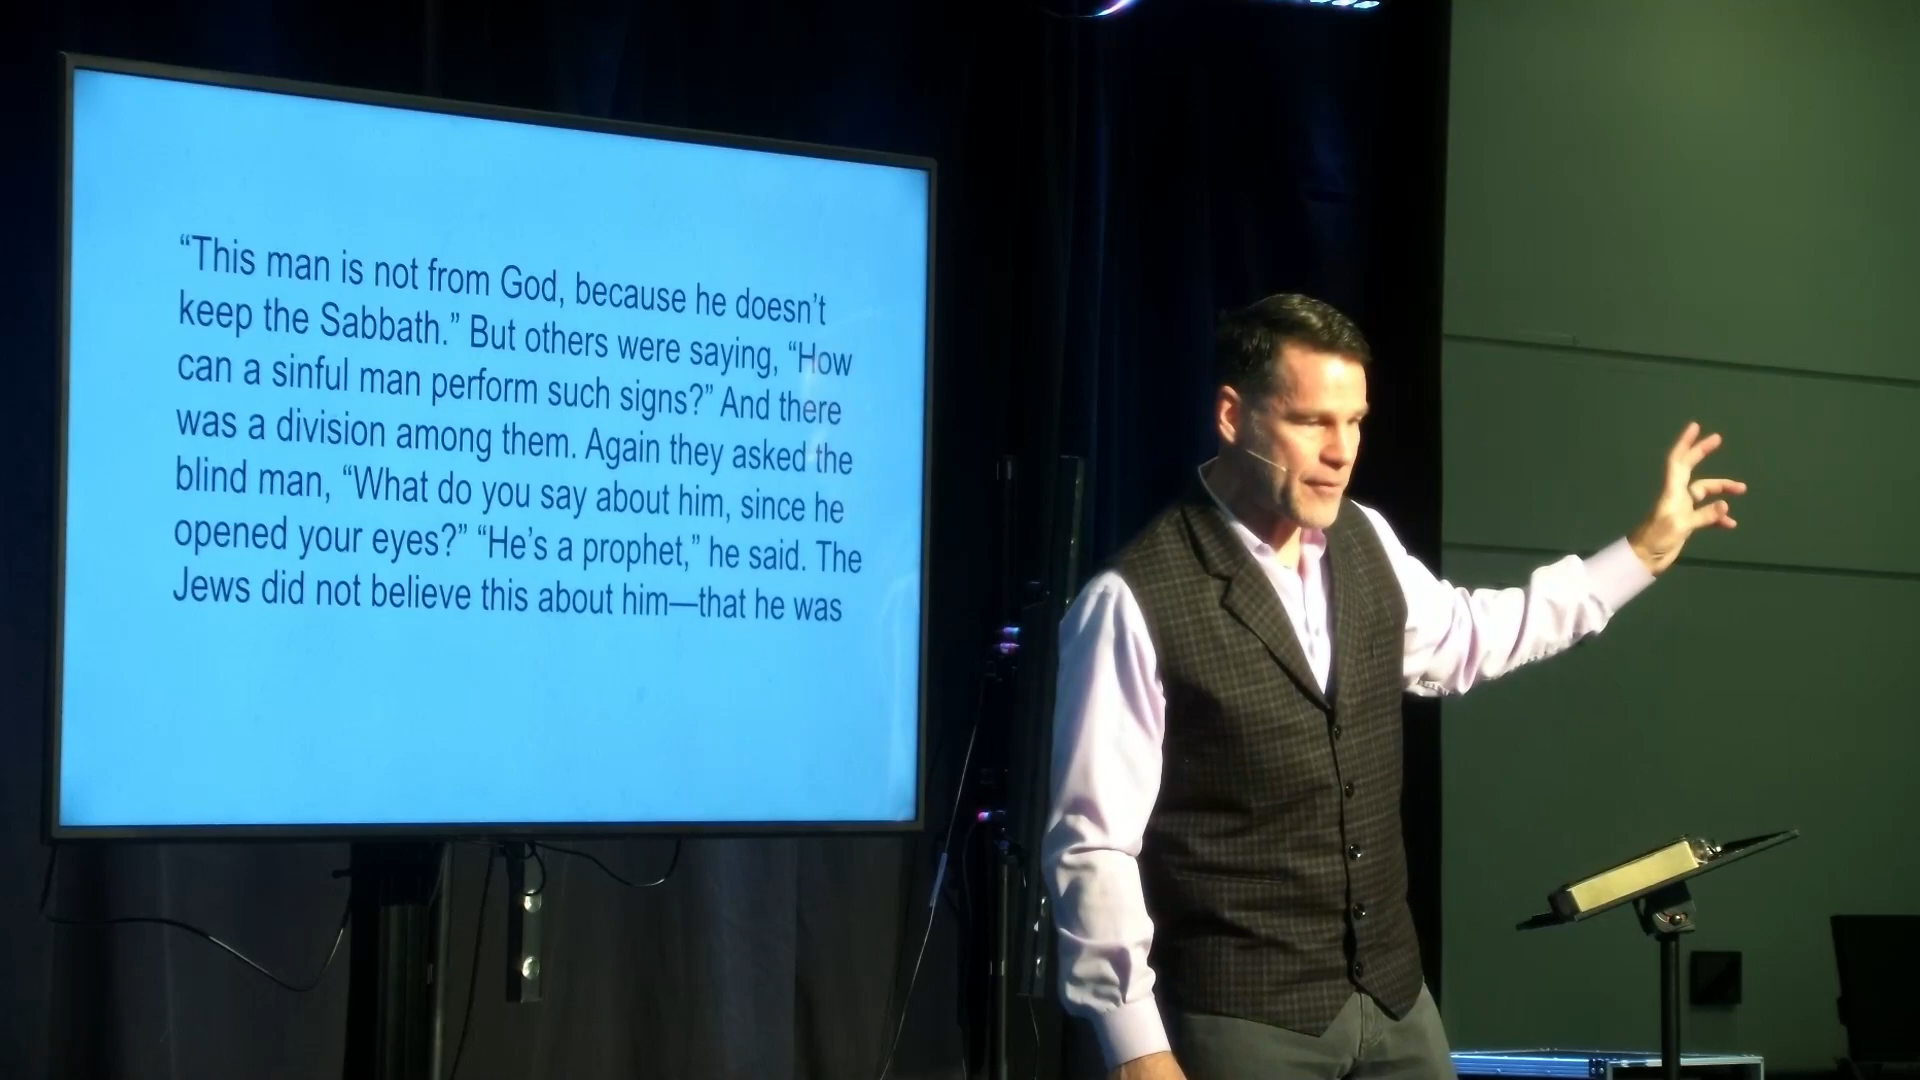 “This man is not from God, because he doesn’t
keep the Sabbath.” But others were saying, “How
can a sinful man perform such signs?” And there
was a division among them. Again they asked the
blind man, “What do you say about him, since he
opened your eyes?” “He’s a prophet,” he said. The
Jews did not believe this about him—that he was